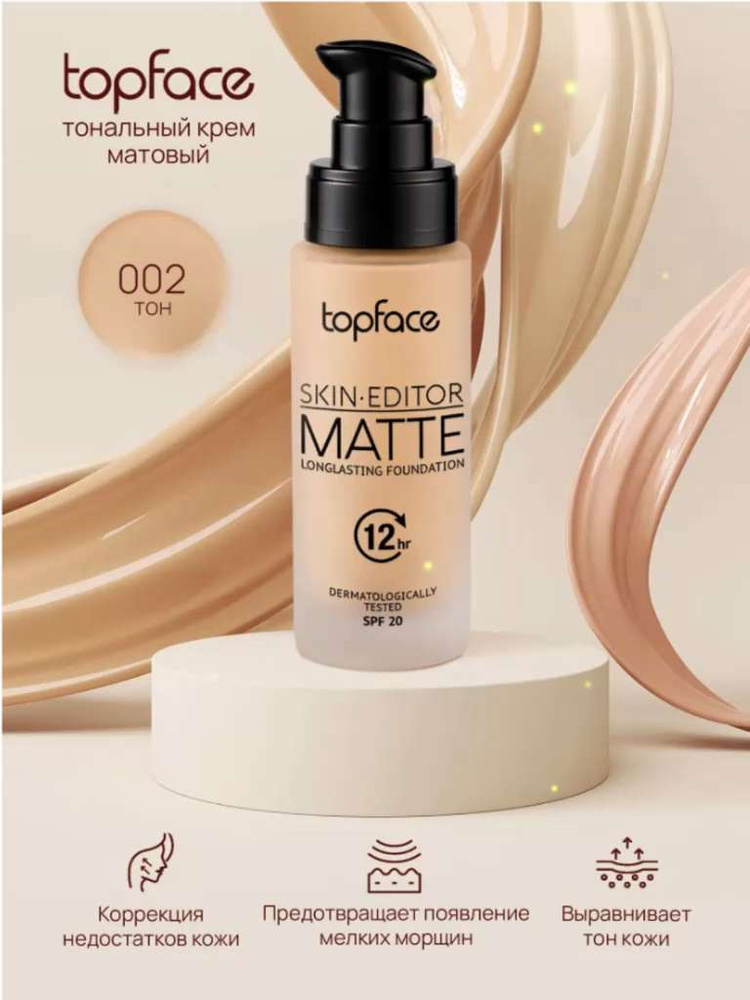 topface
тональный крем
матовый
002
тон
topface
SKIN·EDITOR
MATTE
LONGLASTING FOUNDATION
12hr
DERMATOLOGICALLY
TESTED
SPF 20
Коррекция
недостатков кожи
Предотвращает появление
мелких морщин
Выравнивает
тон кожи